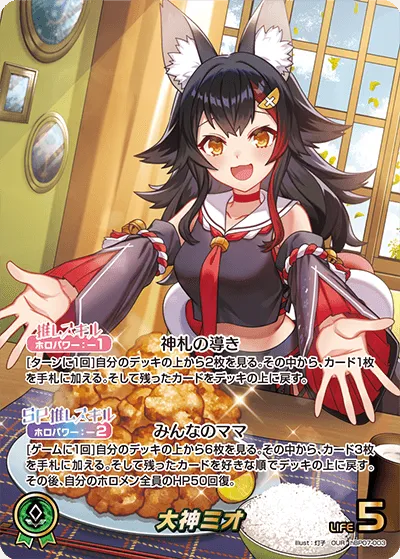 推しスキル
ホロパワー：－1
神札の導き
[ターンに1回]自分のデッキの上から2枚を見る。その中から、カード1枚
を手札に加える。そして残ったカードをデッキの上に戻す。
SP推しスキル
ホロパワー：－2
みんなのママ
[ゲームに1回]自分のデッキの上から6枚を見る。その中から、カード3枚
を手札に加える。そして残ったカードを好きな順でデッキの上に戻す。
その後、自分のホロメン全員のHP50回復。
大神ミオ
LIFE 5
Illust：灯子 OUR hBP07-003